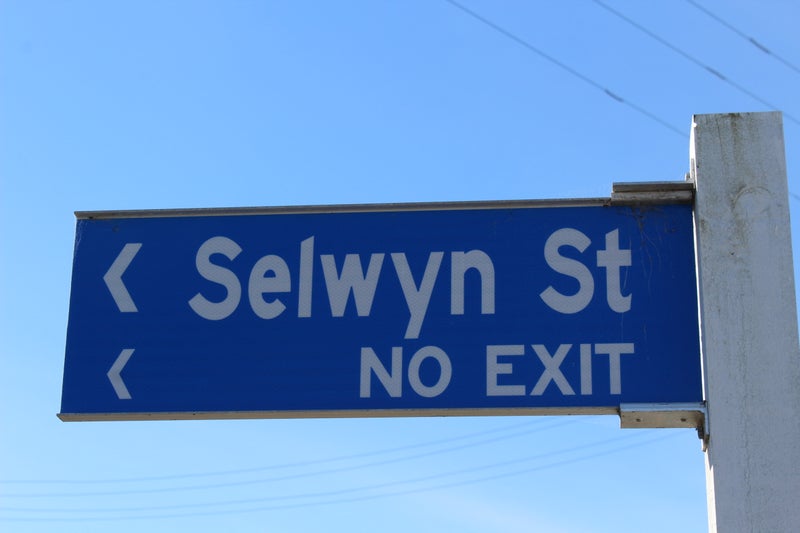 < Selwyn St
< NO EXIT